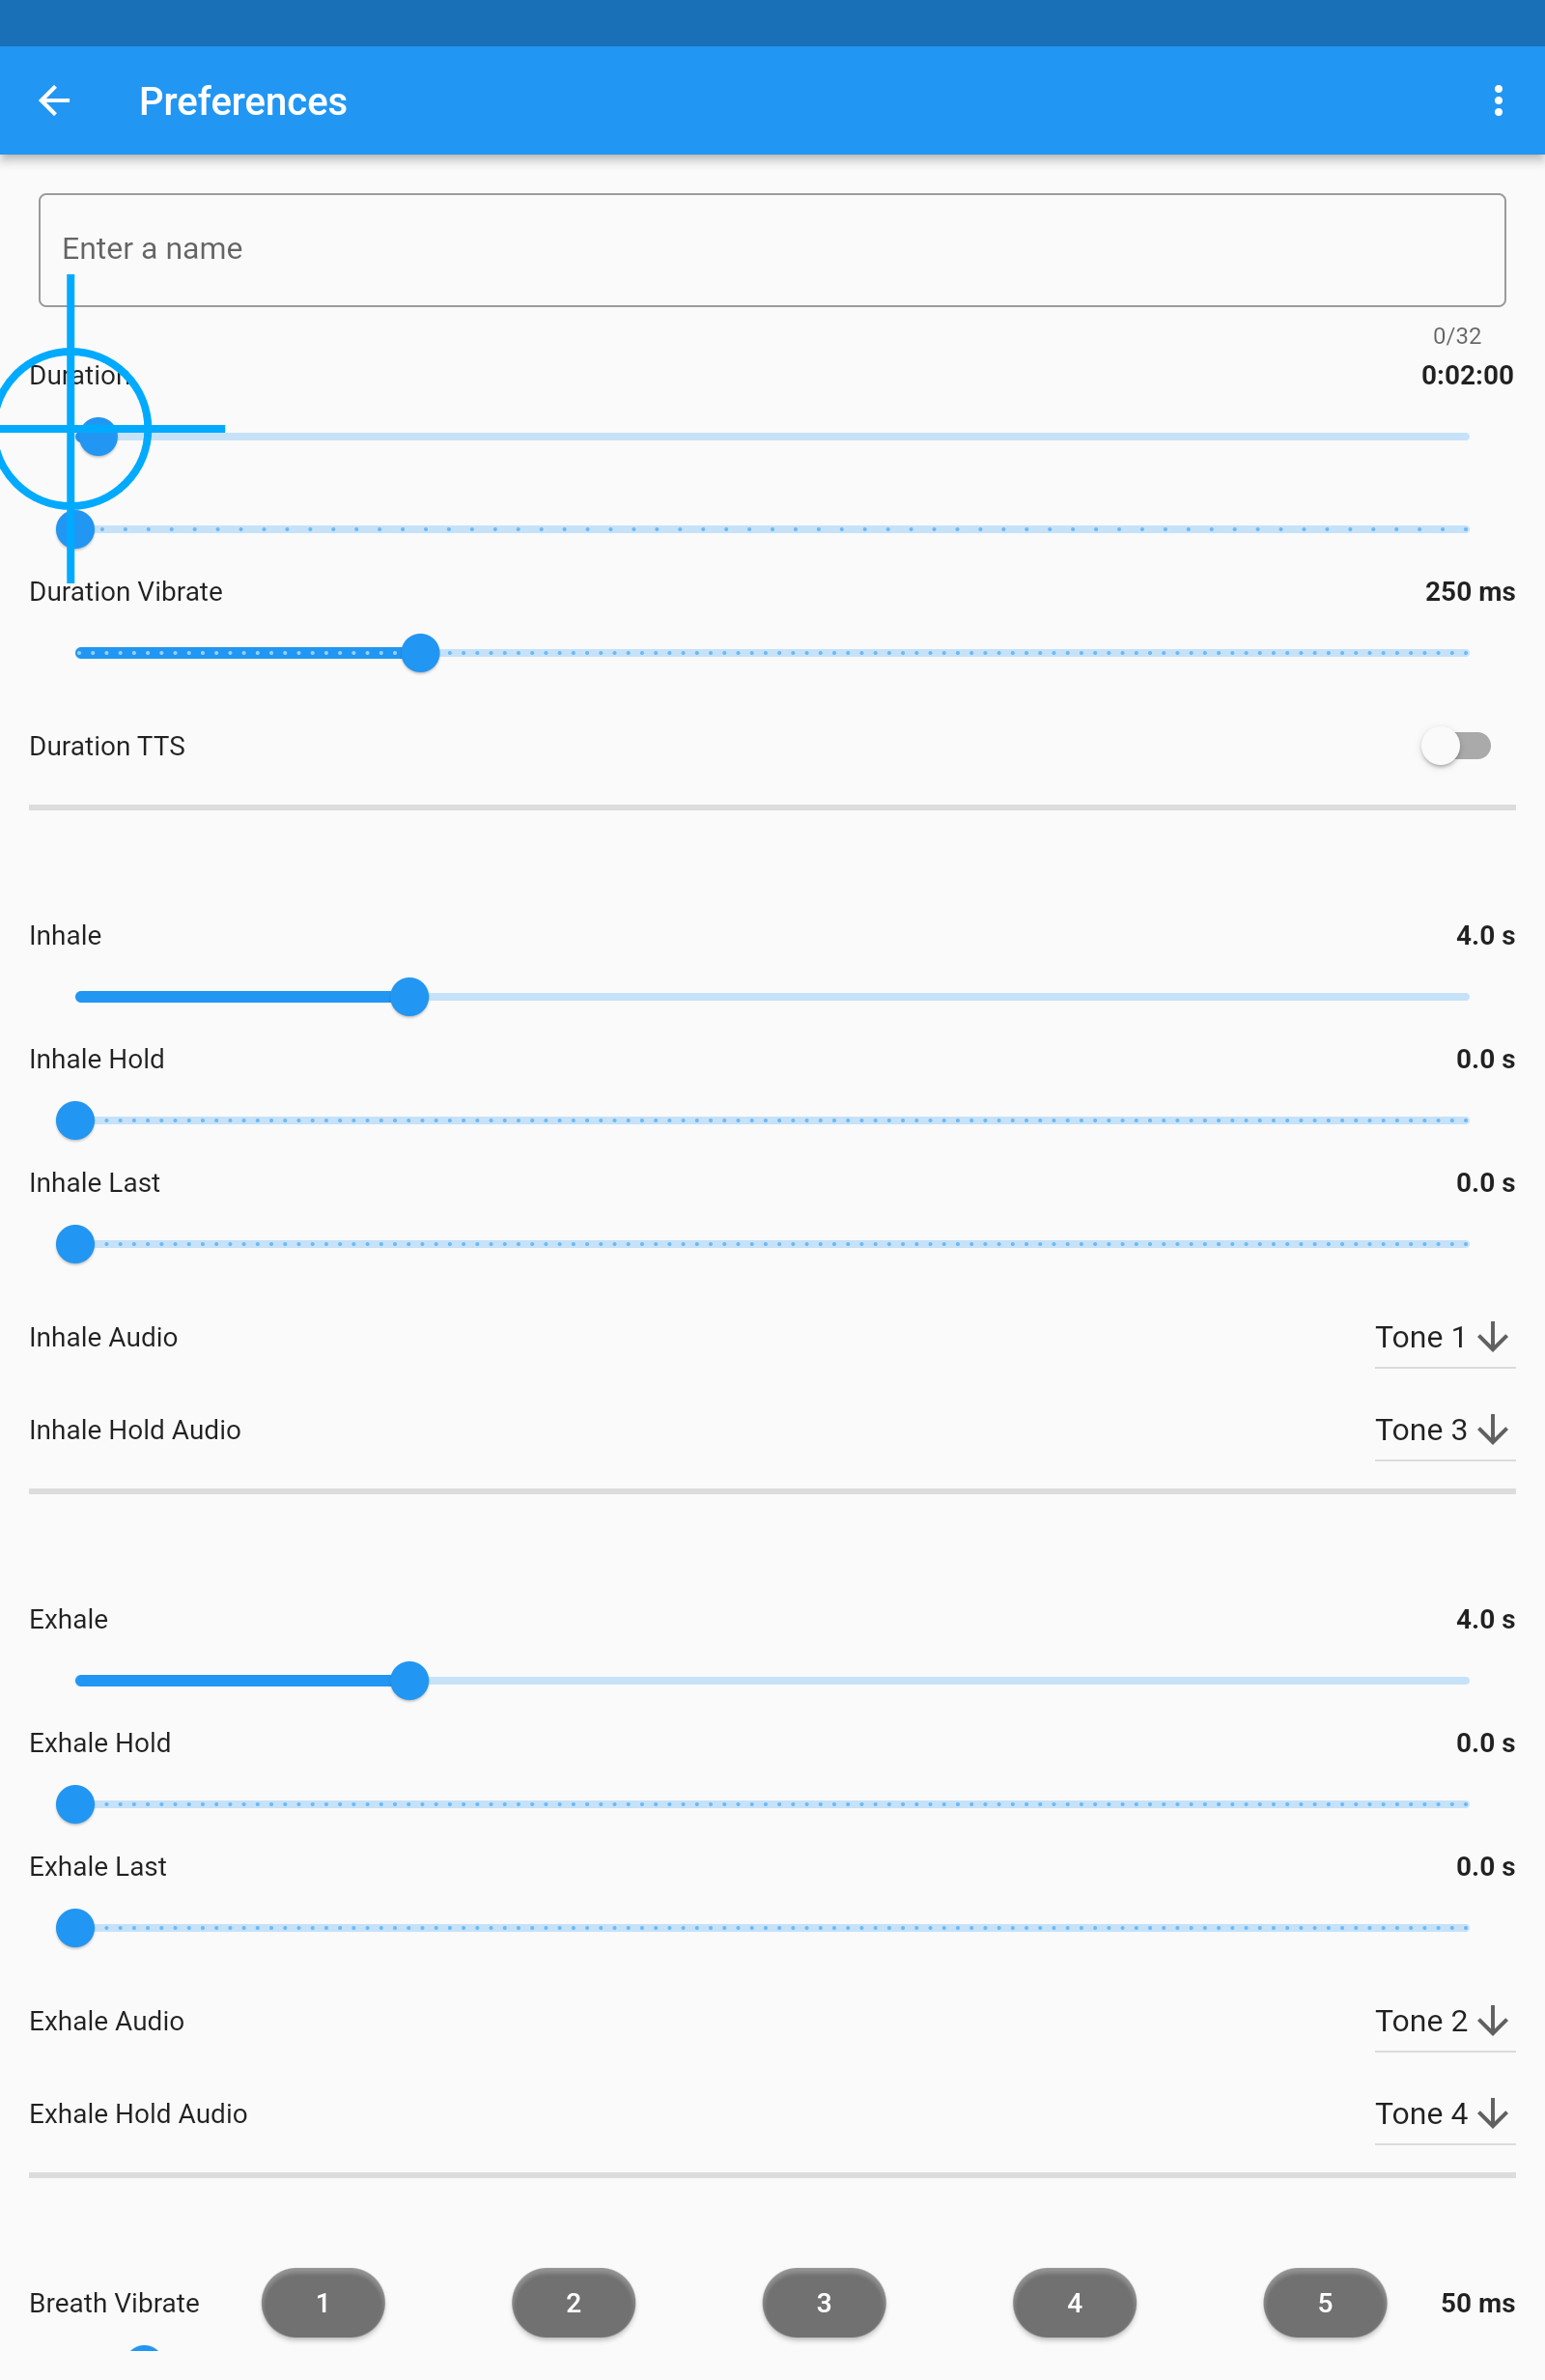 Preferences
Enter a name
0/32
Duration 0:02:00
Duration Vibrate 250 ms
Duration TTS
Inhale 4.0 s
Inhale Hold 0.0 s
Inhale Last 0.0 s
Inhale Audio Tone 1
Inhale Hold Audio Tone 3
Exhale 4.0 s
Exhale Hold 0.0 s
Exhale Last 0.0 s
Exhale Audio Tone 2
Exhale Hold Audio Tone 4
Breath Vibrate 1 2 3 4 5 50 ms